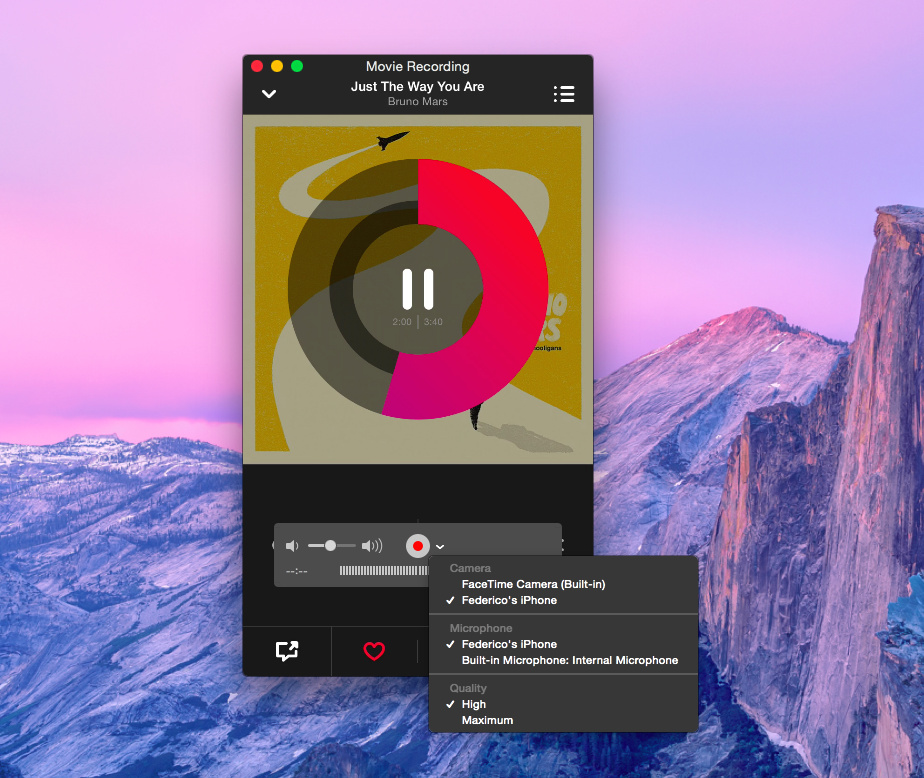 Movie Recording
Just The Way You Are
Bruno Mars
2:00 | 3:40
ooligans
--:--
Camera
FaceTime Camera (Built-in)
✓ Federico's iPhone
Microphone
✓ Federico's iPhone
Built-in Microphone: Internal Microphone
Quality
✓ High
Maximum